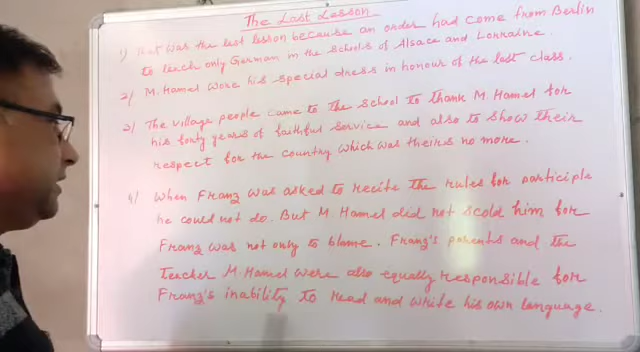 The Last Lesson
1) That was the last lesson because an order had come from Berlin
to teach only German in the schools of Alsace and Lorraine.
2) M. Hamel wore his special dress in honour of the last class.
3) The village people came to the school to thank M. Hamel for
his forty years of faithful service and also to show their
respect for the country which was theirs no more.
4) When Franz was asked to recite the rules for participle
he could not do. But M. Hamel did not scold him for
Franz was not only to blame. Franz's parents and the
Teacher M. Hamel were also equally responsible for
Franz's inability to read and write his own language.